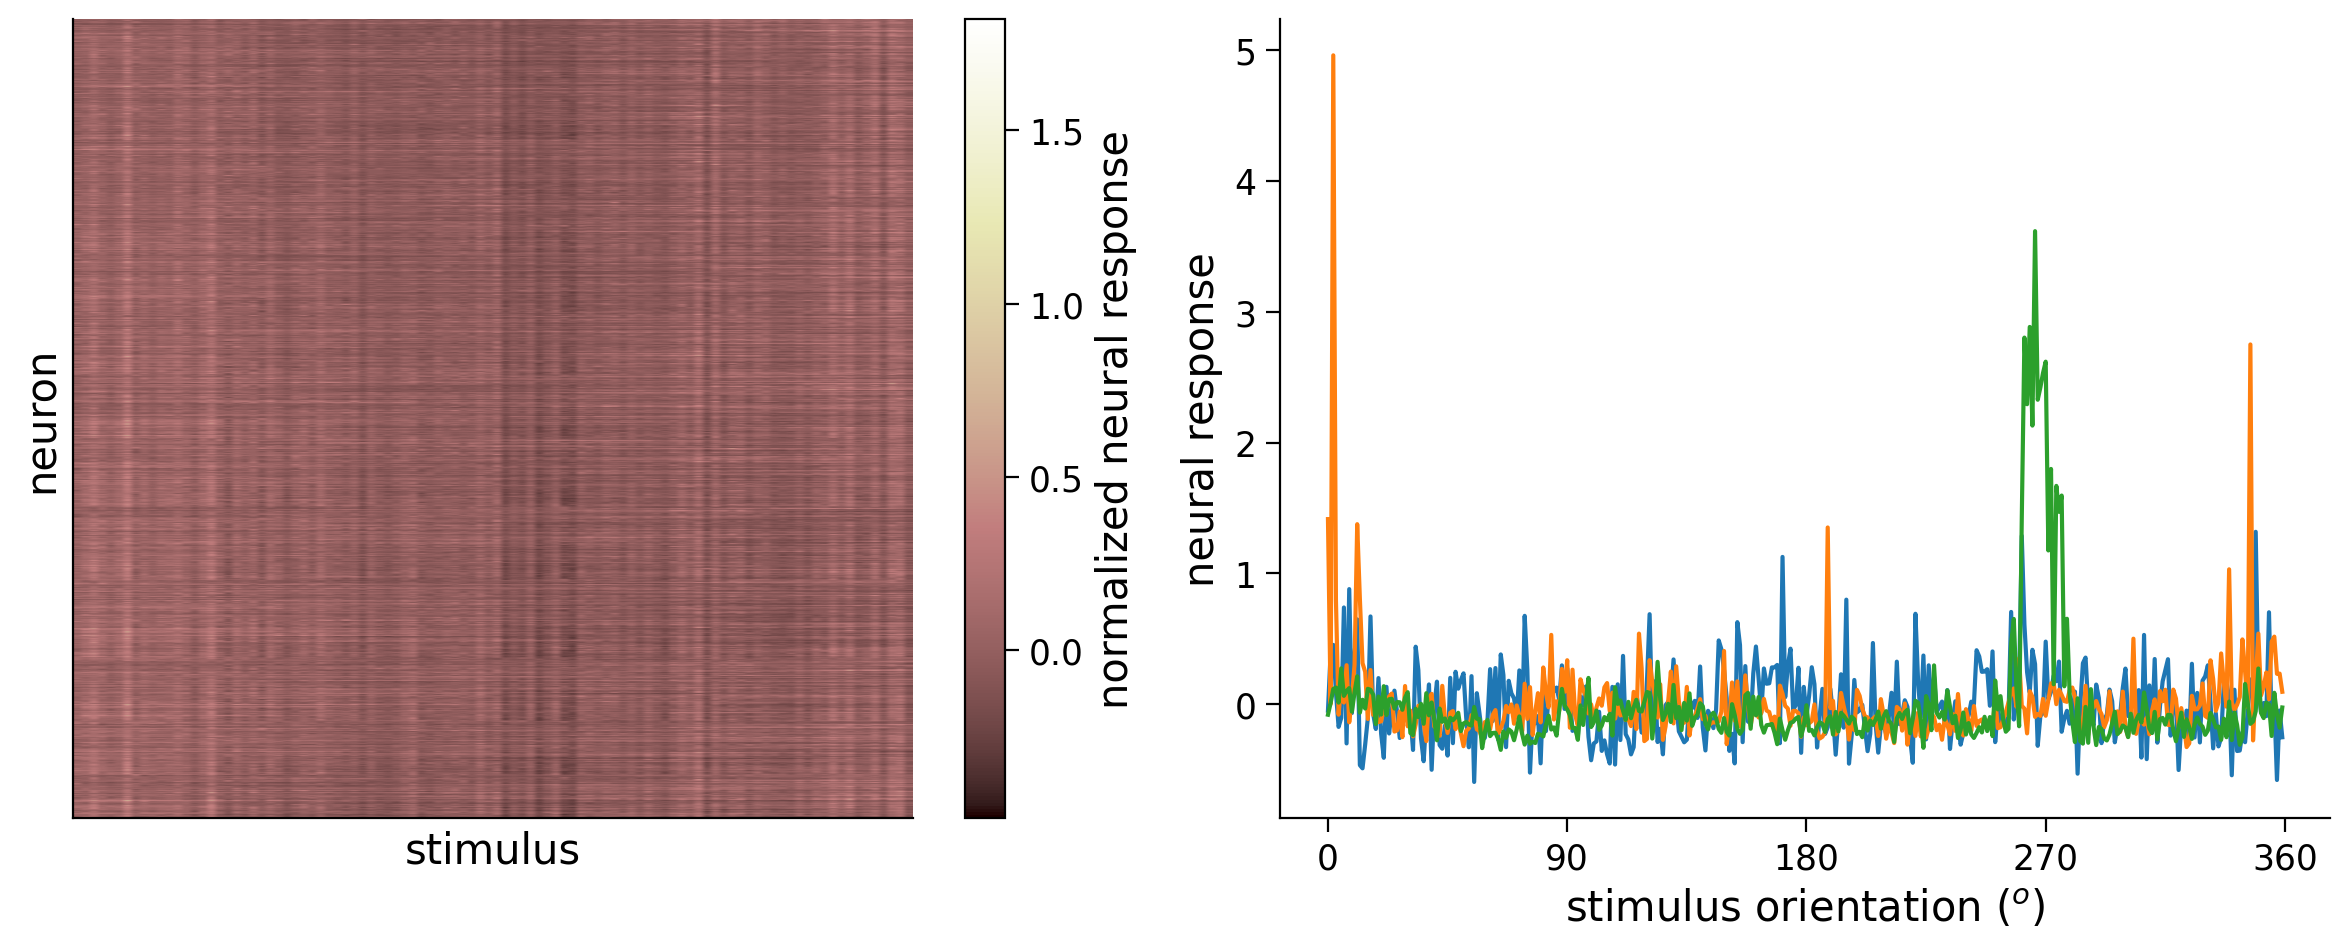 neuron
stimulus
1.5
1.0
0.5
0.0
normalized neural response
neural response
5
4
3
2
1
0
0 90 180 270 360
stimulus orientation (o)